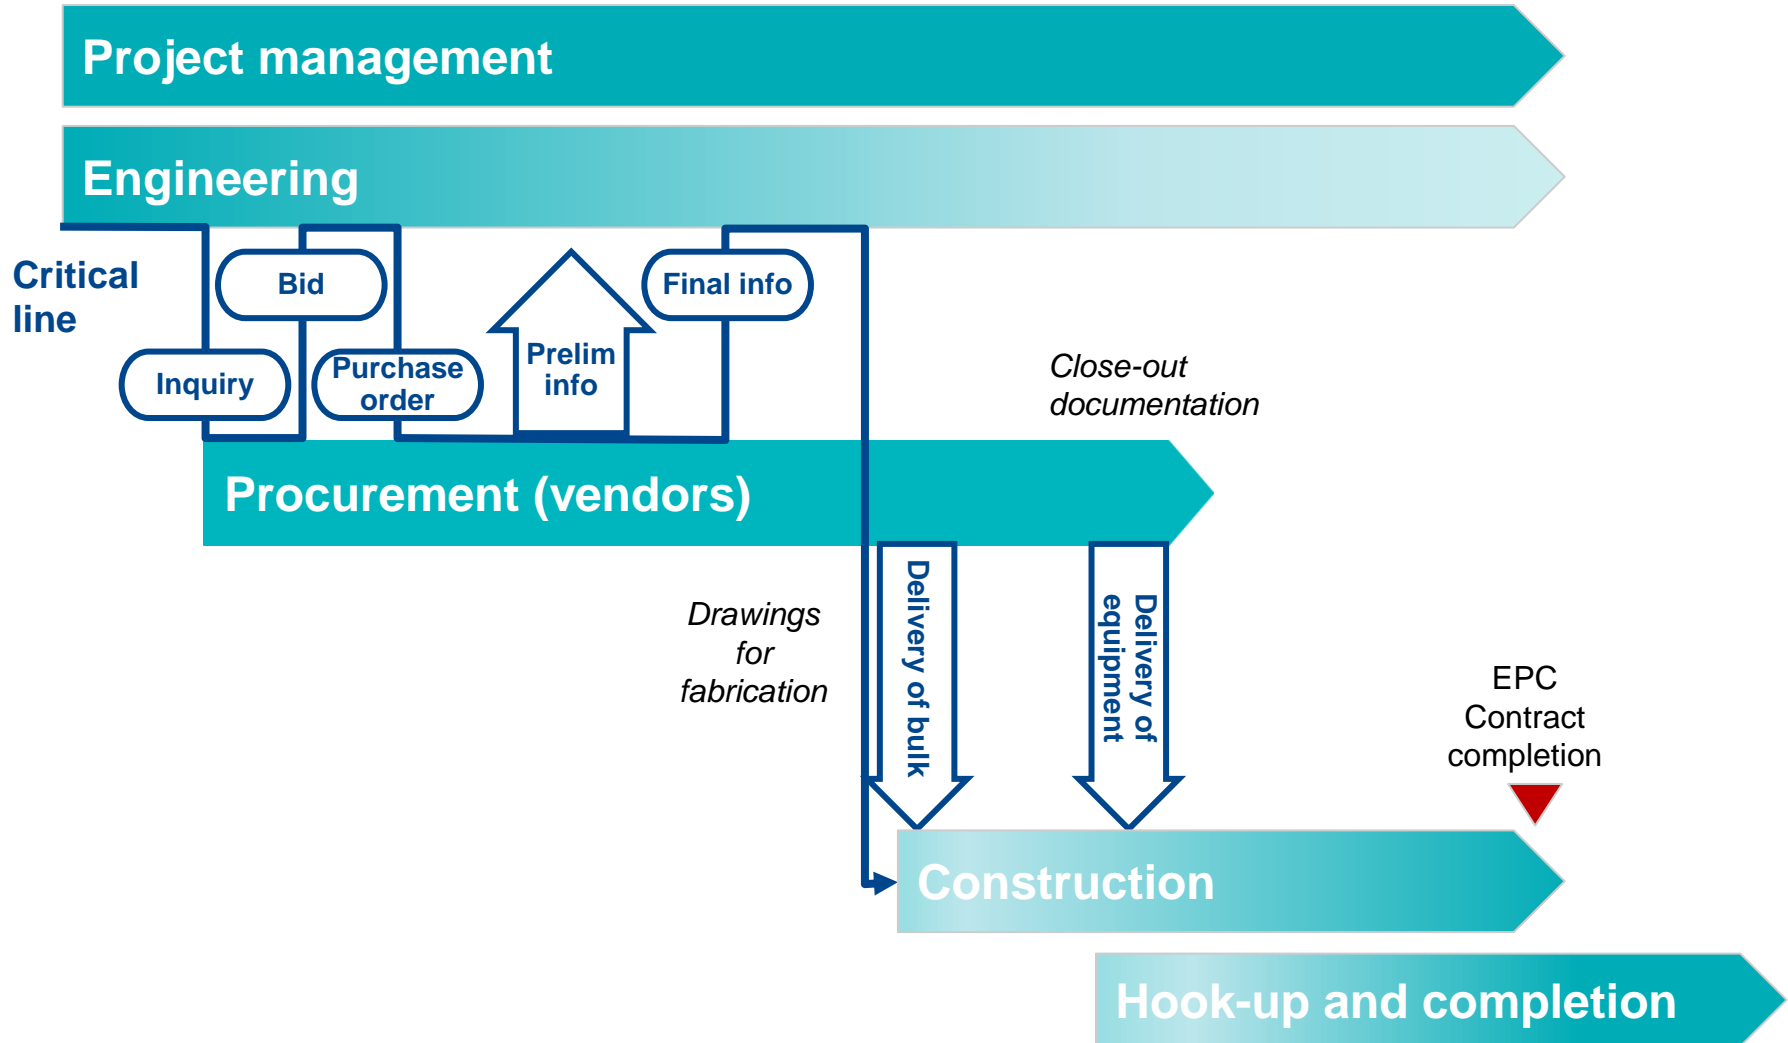 Project management
Engineering
Critical
line
Bid
Final info
Inquiry
Purchase
order
Prelim
info
Close-out
documentation
Procurement (vendors)
Drawings
for
fabrication
Delivery of bulk
Delivery of
equipment
EPC
Contract
completion
Construction
Hook-up and completion